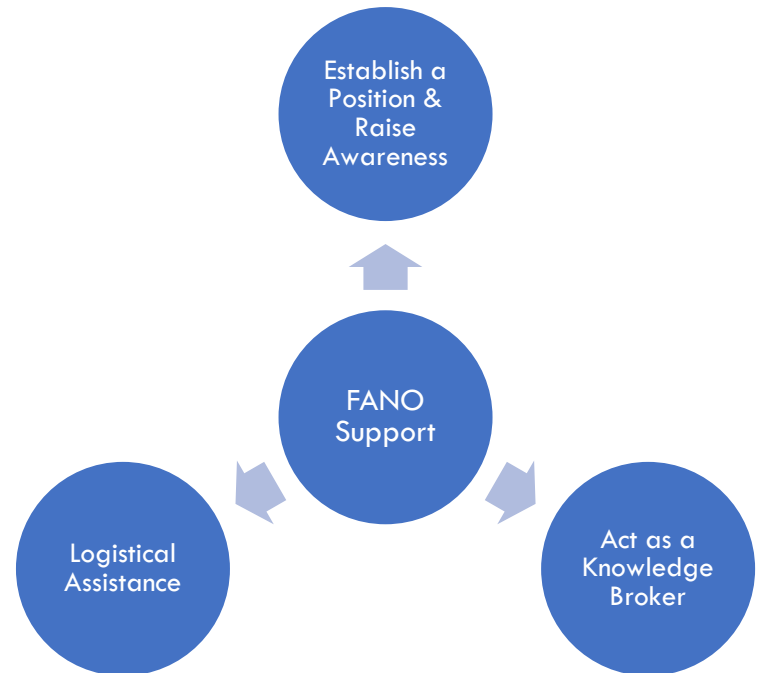 Establish a
Position &
Raise
Awareness
FANO
Support
Logistical
Assistance
Act as a
Knowledge
Broker